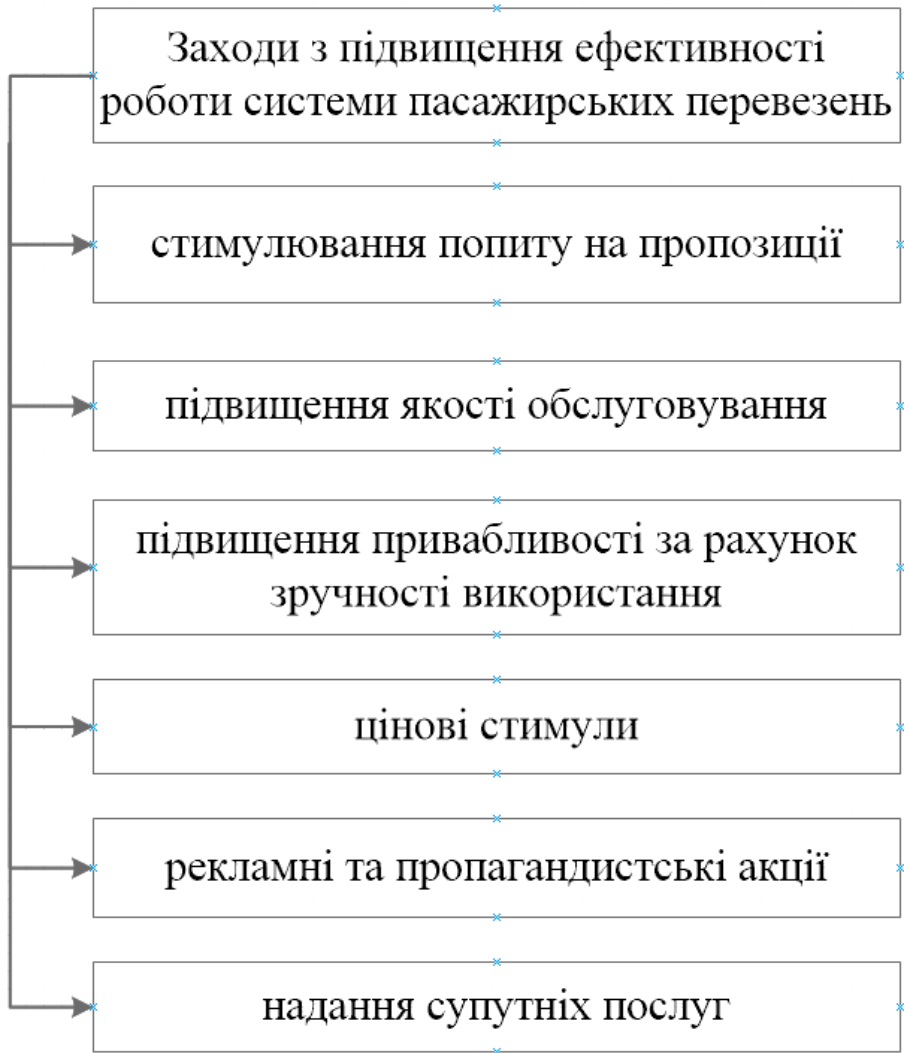 Заходи з підвищення ефективності
роботи системи пасажирських перевезень
стимулювання попиту на пропозиції
підвищення якості обслуговування
підвищення привабливості за рахунок
зручності використання
цінові стимули
рекламні та пропагандистські акції
надання супутніх послуг